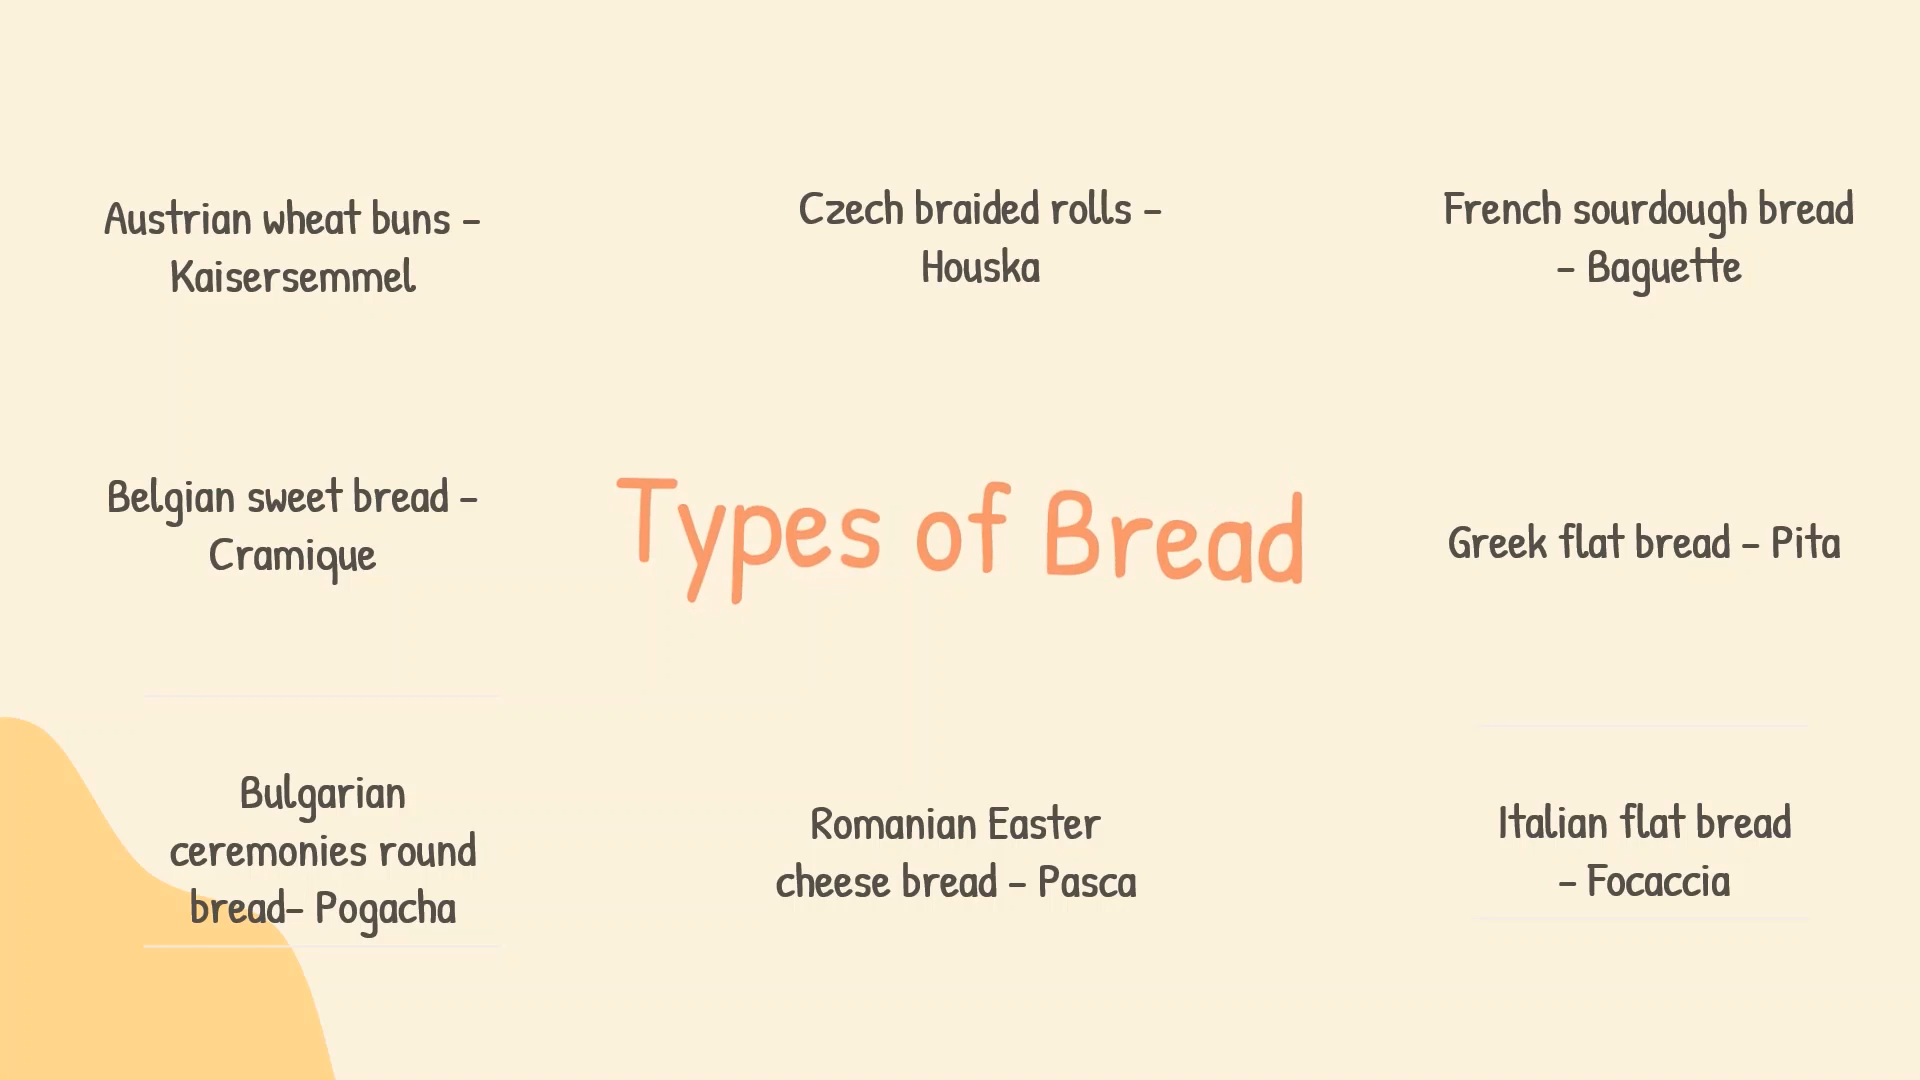 Austrian wheat buns –
Kaisersemmel
Czech braided rolls –
Houska
French sourdough bread
– Baguette
Belgian sweet bread –
Cramique
Types of Bread
Greek flat bread – Pita
Bulgarian
ceremonies round
bread– Pogacha
Romanian Easter
cheese bread – Pasca
Italian flat bread
– Focaccia